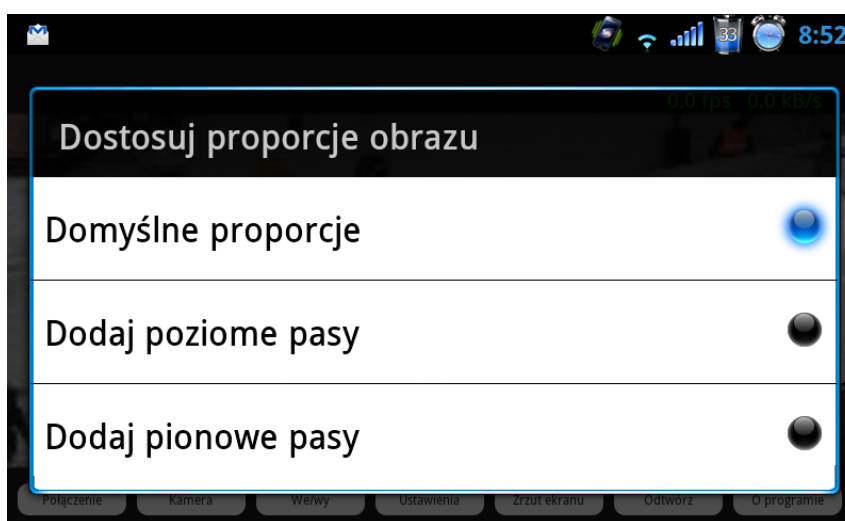 33
8:52
0.0 fps 0.0 kB/s
Dostosuj proporcje obrazu
Domyślne proporcje
Dodaj poziome pasy
Dodaj pionowe pasy
Połączenie Kamera We/wy Ustawienia Zrzut ekranu Odtwórz O programie